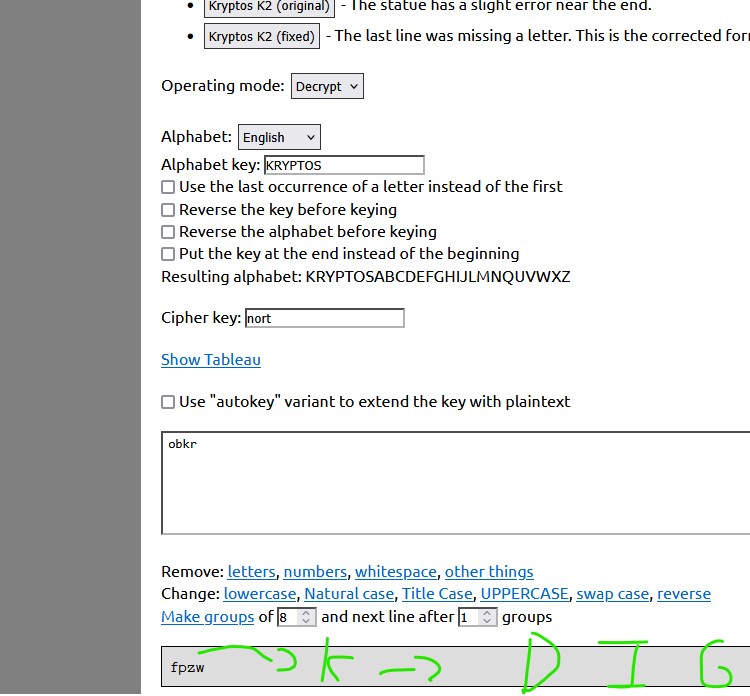 Kryptos K2 (original) - The statue has a slight error near the end.
Kryptos K2 (fixed) - The last line was missing a letter. This is the corrected for
Operating mode: Decrypt
Alphabet: English
Alphabet key: KRYPTOS
Use the last occurrence of a letter instead of the first
Reverse the key before keying
Reverse the alphabet before keying
Put the key at the end instead of the beginning
Resulting alphabet: KRYPTOSABCDEFGHIJLMNQUVWXZ
Cipher key: nort
Show Tableau
Use "autokey" variant to extend the key with plaintext
obkr
Remove: letters, numbers, whitespace, other things
Change: lowercase, Natural case, Title Case, UPPERCASE, swap case, reverse
Make groups of 8 and next line after 1 groups
fpzw → K → D I G